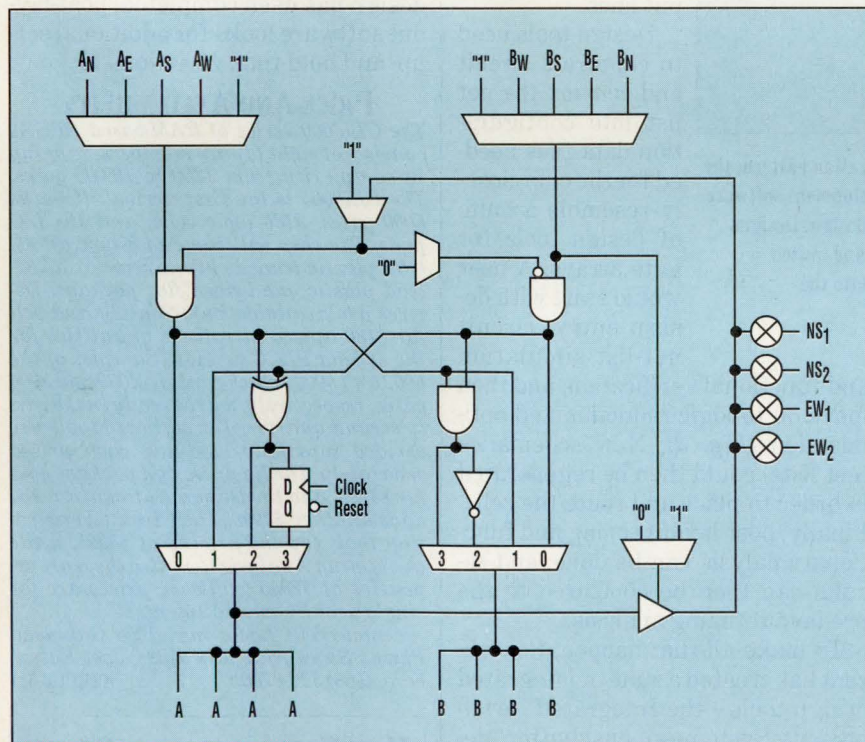 AN AE AS AW "1"
"1" BW BS BE BN
"1"
"0"
NS1
NS2
EW1
EW2
D
Q
Clock
Reset
0 1 2 3
3 2 1 0
"0" "1"
A A A A
B B B B